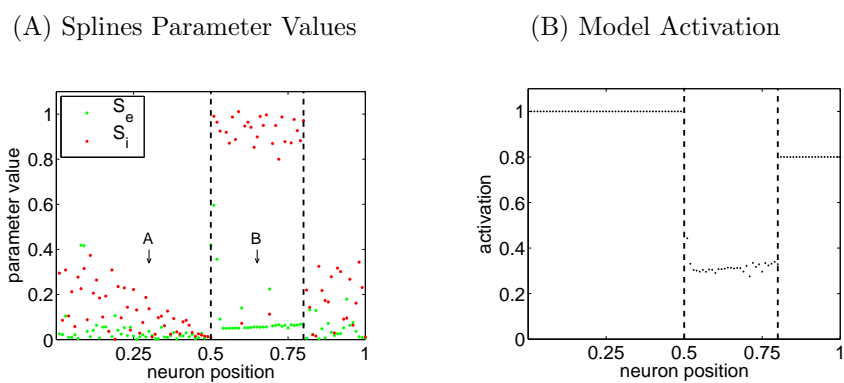 (A) Splines Parameter Values
(B) Model Activation
S_e
S_i
A
B
parameter value
0
0.2
0.4
0.6
0.8
1
0.25
0.5
0.75
1
neuron position
activation
0
0.2
0.4
0.6
0.8
1
0.25
0.5
0.75
1
neuron position